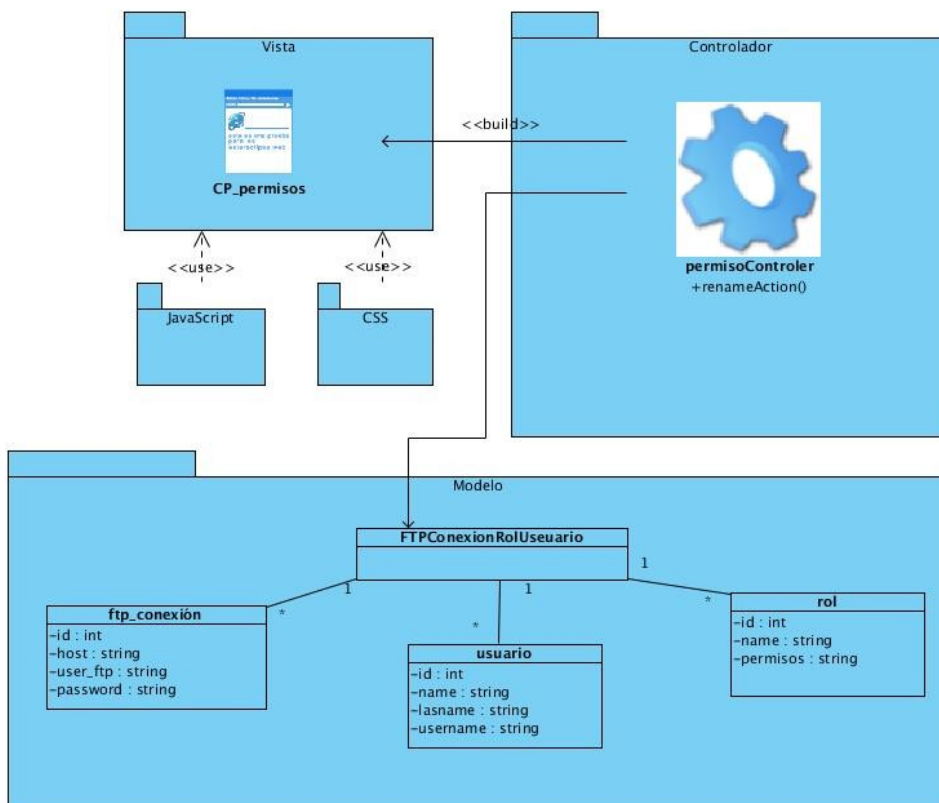 Vista
CP_permisos
<<use>>
<<use>>
JavaScript
CSS
<<build>>
Controlador
permisoControler
+renameAction()
Modelo
FTPConexionRolUseuario
1
1
1
*
*
*
ftp_conexión
-id : int
-host : string
-user_ftp : string
-password : string
usuario
-id : int
-name : string
-lasname : string
-username : string
rol
-id : int
-name : string
-permisos : string